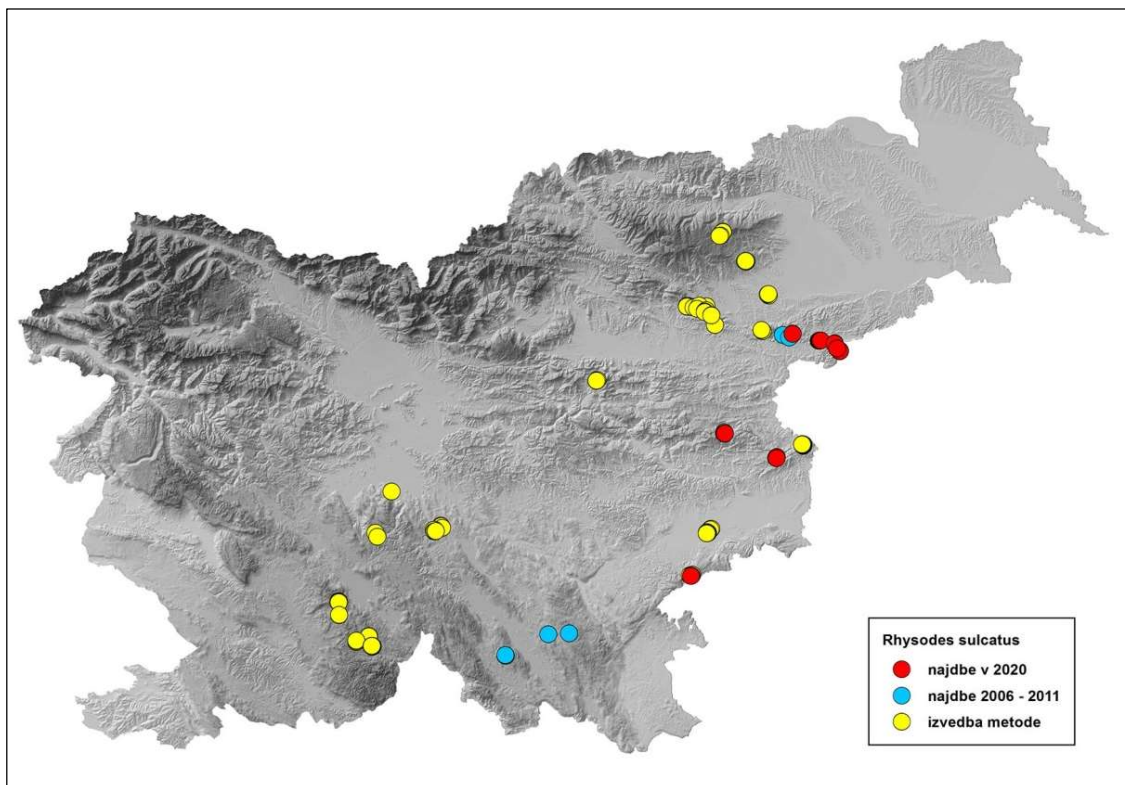 Rhysodes sulcatus
najdbe v 2020
najdbe 2006 - 2011
izvedba metode